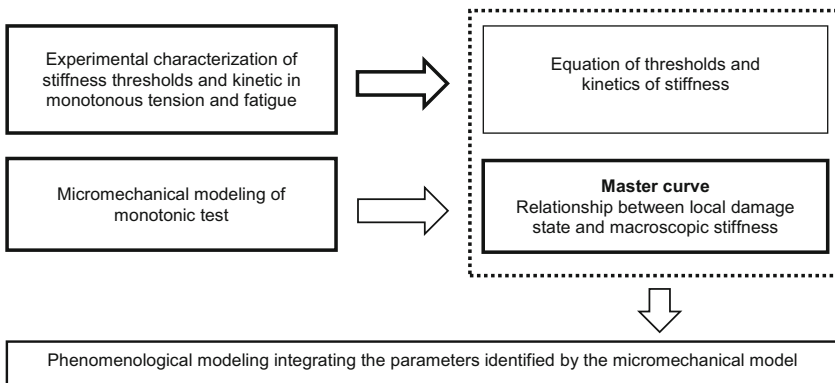 Experimental characterization of
stiffness thresholds and kinetic in
monotonous tension and fatigue
Equation of thresholds and
kinetics of stiffness
Micromechanical modeling of
monotonic test
Master curve
Relationship between local damage
state and macroscopic stiffness
Phenomenological modeling integrating the parameters identified by the micromechanical model